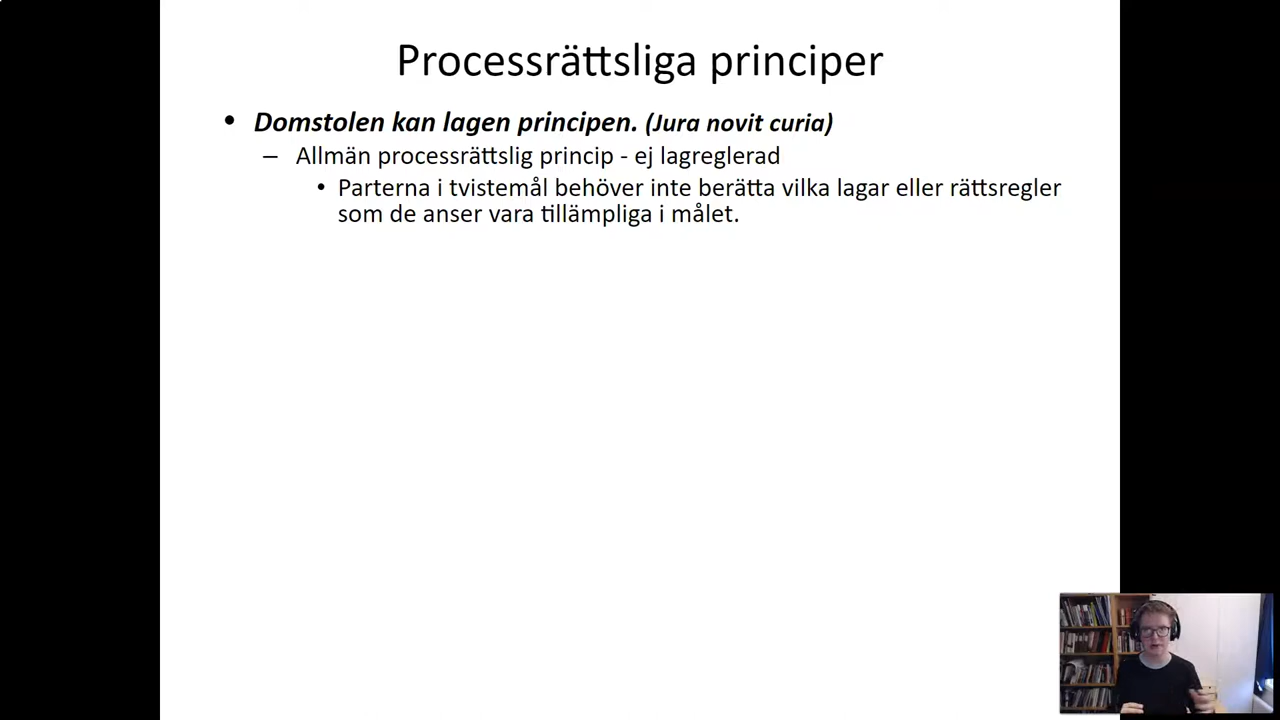 Processrättsliga principer
• Domstolen kan lagen principen. (Jura novit curia)
– Allmän processrättslig princip - ej lagreglerad
• Parterna i tvistemål behöver inte berätta vilka lagar eller rättsregler
som de anser vara tillämpliga i målet.